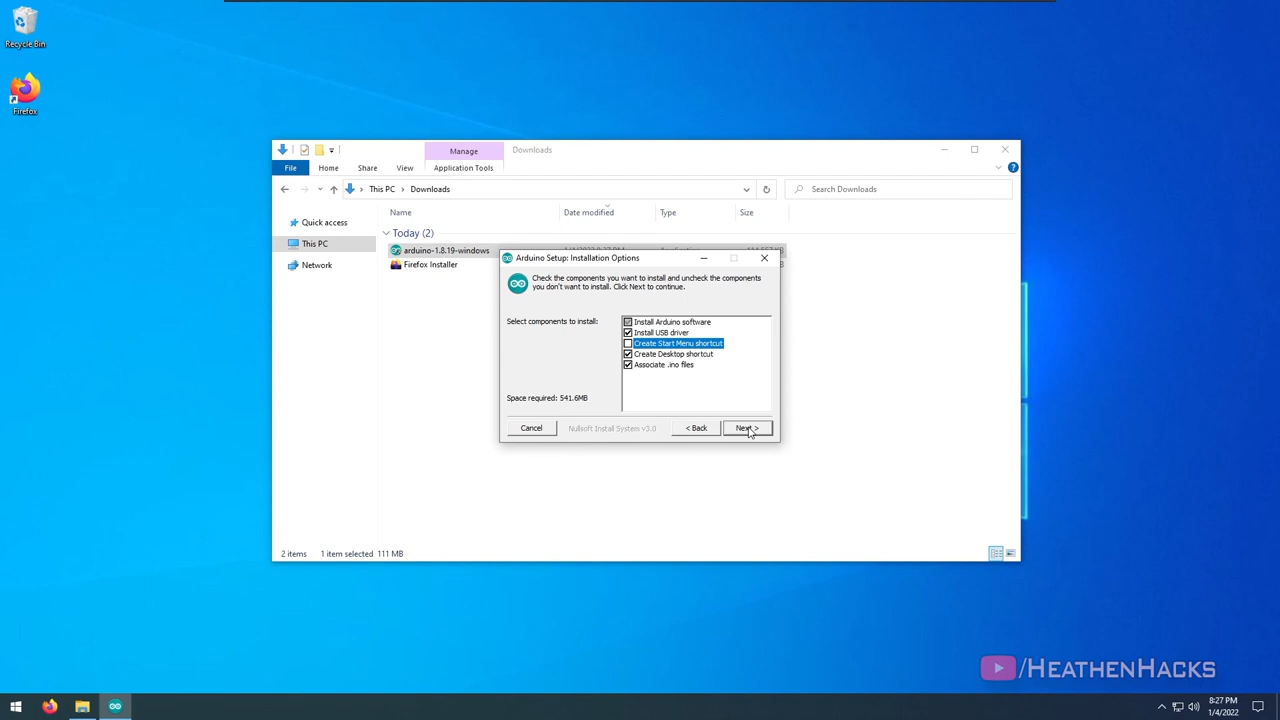 Recycle Bin
Firefox
Manage
Downloads
File
Home
Share
View
Application Tools
This PC
Downloads
Search Downloads
Name
Date modified
Type
Size
Quick access
This PC
Network
Today (2)
arduino-1.8.19-windows
Firefox Installer
Arduino Setup: Installation Options
Check the components you want to install and uncheck the components
you don't want to install. Click Next to continue.
Select components to install:
Install Arduino software
Install USB driver
Create Start Menu shortcut
Create Desktop shortcut
Associate .ino files
Space required: 541.6MB
Cancel
Nullsoft Install System v3.0
< Back
Next >
2 items
1 item selected
111 MB
/HEATHENHACKS
8:27 PM
1/4/2022